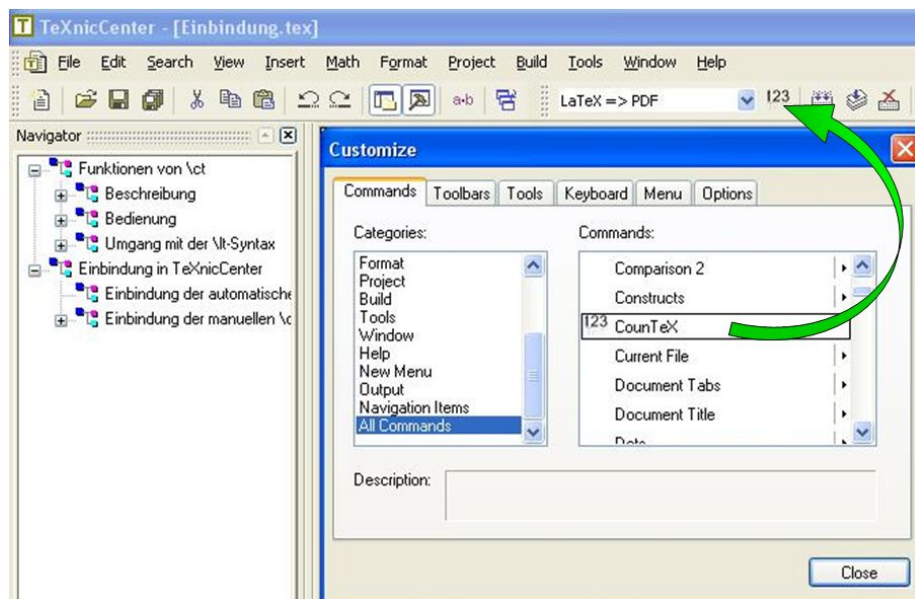 TeXnicCenter - [Einbindung.tex]
File Edit Search View Insert Math Format Project Build Tools Window Help
LaTeX => PDF 123
Navigator
Funktionen von \ct
Beschreibung
Bedienung
Umgang mit der \lt-Syntax
Einbindung in TeXnicCenter
Einbindung der automatische
Einbindung der manuellen \c
Customize
Commands Toolbars Tools Keyboard Menu Options
Categories:
Format
Project
Build
Tools
Window
Help
New Menu
Output
Navigation Items
All Commands
Commands:
Comparison 2
Constructs
123 CounTeX
Current File
Document Tabs
Document Title
Dots
Description:
Close